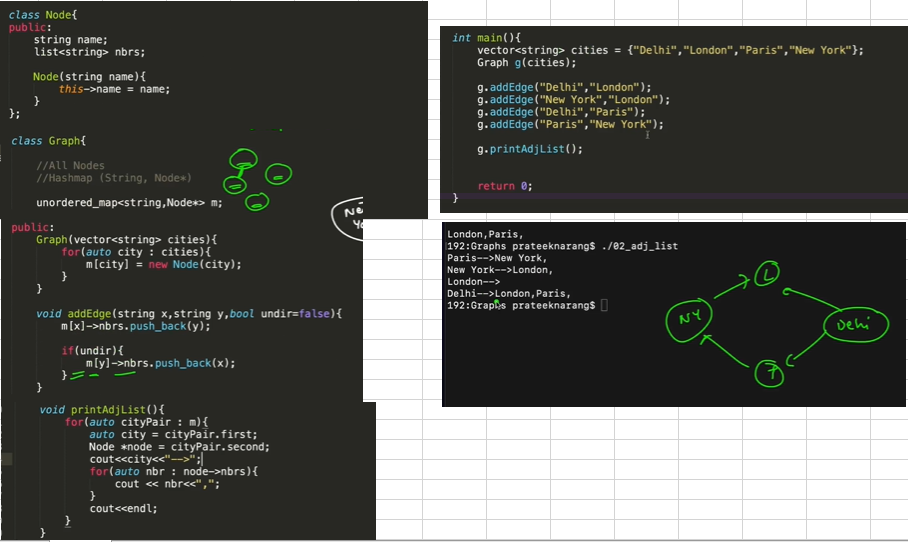 class Node{
public:
    string name;
    list<string> nbrs;

    Node(string name){
        this->name = name;
    }
};
class Graph{

    //All Nodes
    //Hashmap (String, Node*)

    unordered_map<string,Node*> m;
Ne
Yo
public:
    Graph(vector<string> cities){
        for(auto city : cities){
            m[city] = new Node(city);
        }
    }

    void addEdge(string x,string y,bool undir=false){
        m[x]->nbrs.push_back(y);

        if(undir){
            m[y]->nbrs.push_back(x);
        }
    }
    void printAdjList(){
        for(auto cityPair : m){
            auto city = cityPair.first;
            Node *node = cityPair.second;
            cout<<city<<"-->";
            for(auto nbr : node->nbrs){
                cout << nbr<<",";
            }
            cout<<endl;
        }
    }
int main(){
    vector<string> cities = {"Delhi","London","Paris","New York"};
    Graph g(cities);

    g.addEdge("Delhi","London");
    g.addEdge("New York","London");
    g.addEdge("Delhi","Paris");
    g.addEdge("Paris","New York");

    g.printAdjList();

    return 0;
}
London,Paris,
192:Graphs prateeknarang$ ./02_adj_list
Paris-->New York,
New York-->London,
London-->
Delhi-->London,Paris,
192:Graphs prateeknarang$
L
NY
Delhi